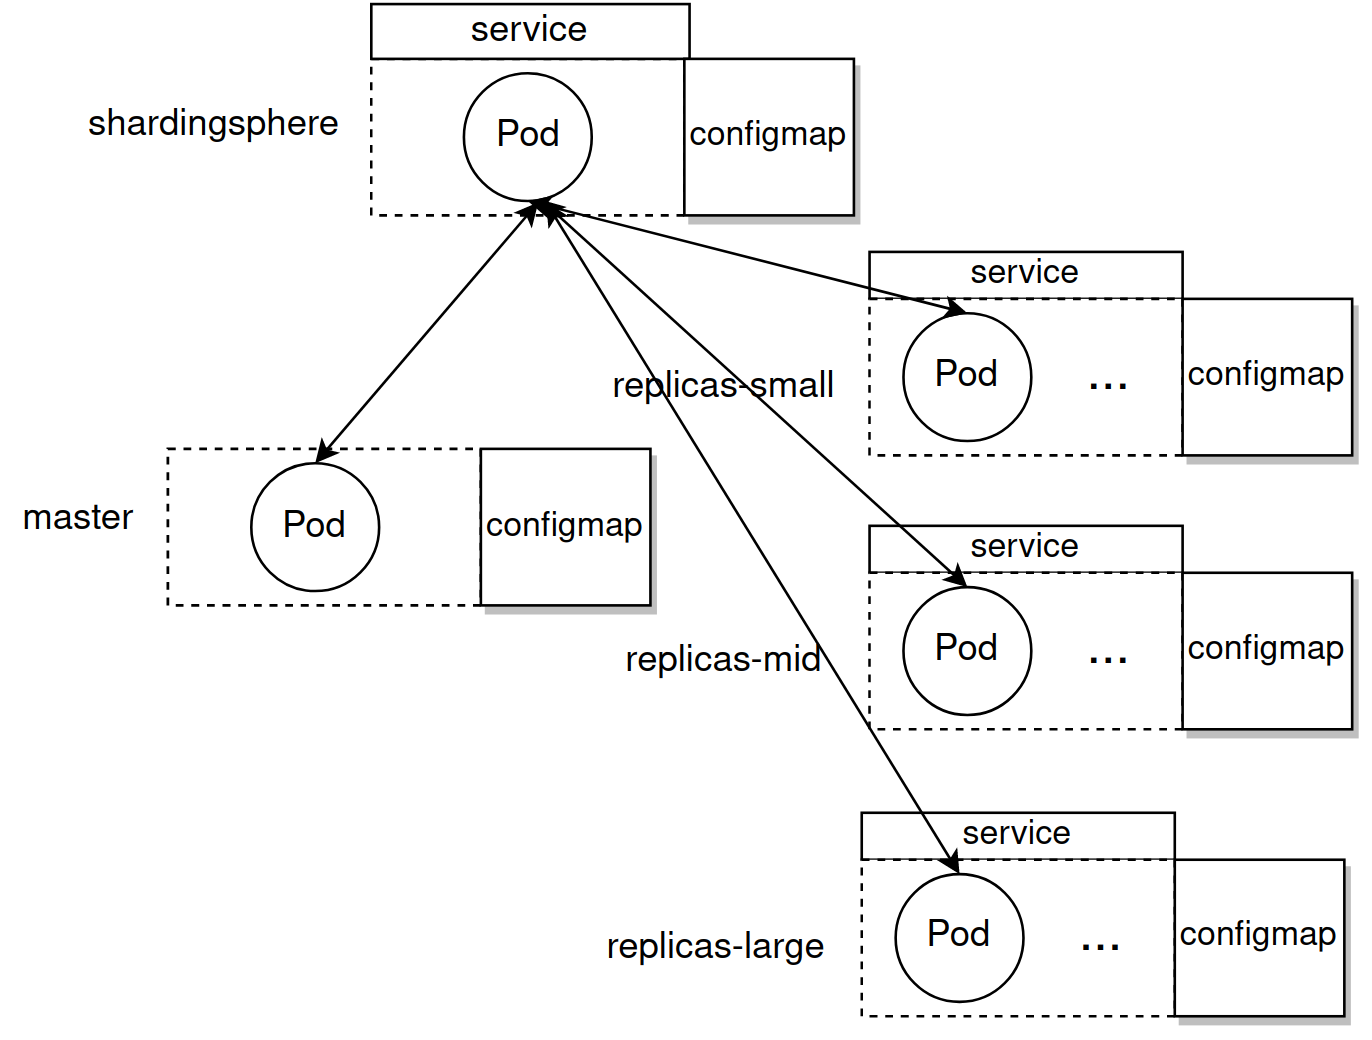 service
shardingsphere
Pod
configmap
service
replicas-small
Pod
...
configmap
master
Pod
configmap
service
replicas-mid
Pod
...
configmap
service
replicas-large
Pod
...
configmap